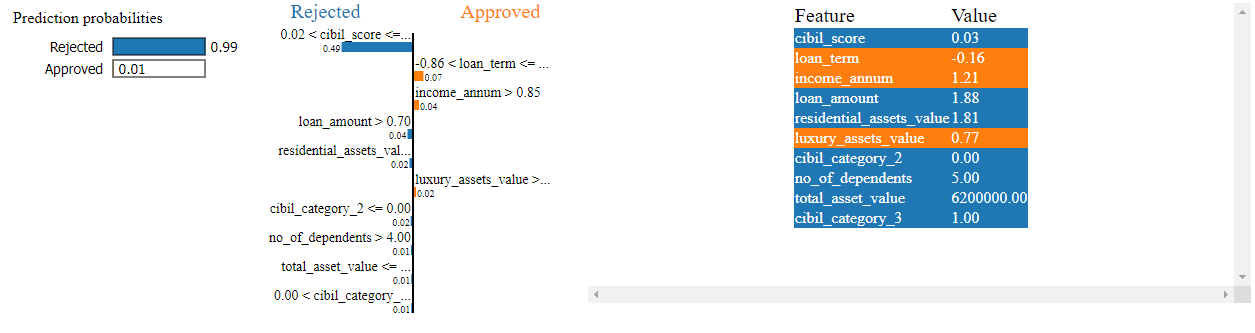 Prediction probabilities
Rejected 0.99
Approved 0.01
Rejected Approved
0.02 < cibil_score <=...
0.49
-0.86 < loan_term <= ...
0.07
income_annum > 0.85
0.04
loan_amount > 0.70
0.04
residential_assets_val...
0.02
luxury_assets_value >...
0.02
cibil_category_2 <= 0.00
0.02
no_of_dependents > 4.00
0.01
total_asset_value <= ...
0.01
0.00 < cibil_category_...
0.01
Feature Value
cibil_score 0.03
loan_term -0.16
income_annum 1.21
loan_amount 1.88
residential_assets_value 1.81
luxury_assets_value 0.77
cibil_category_2 0.00
no_of_dependents 5.00
total_asset_value 6200000.00
cibil_category_3 1.00